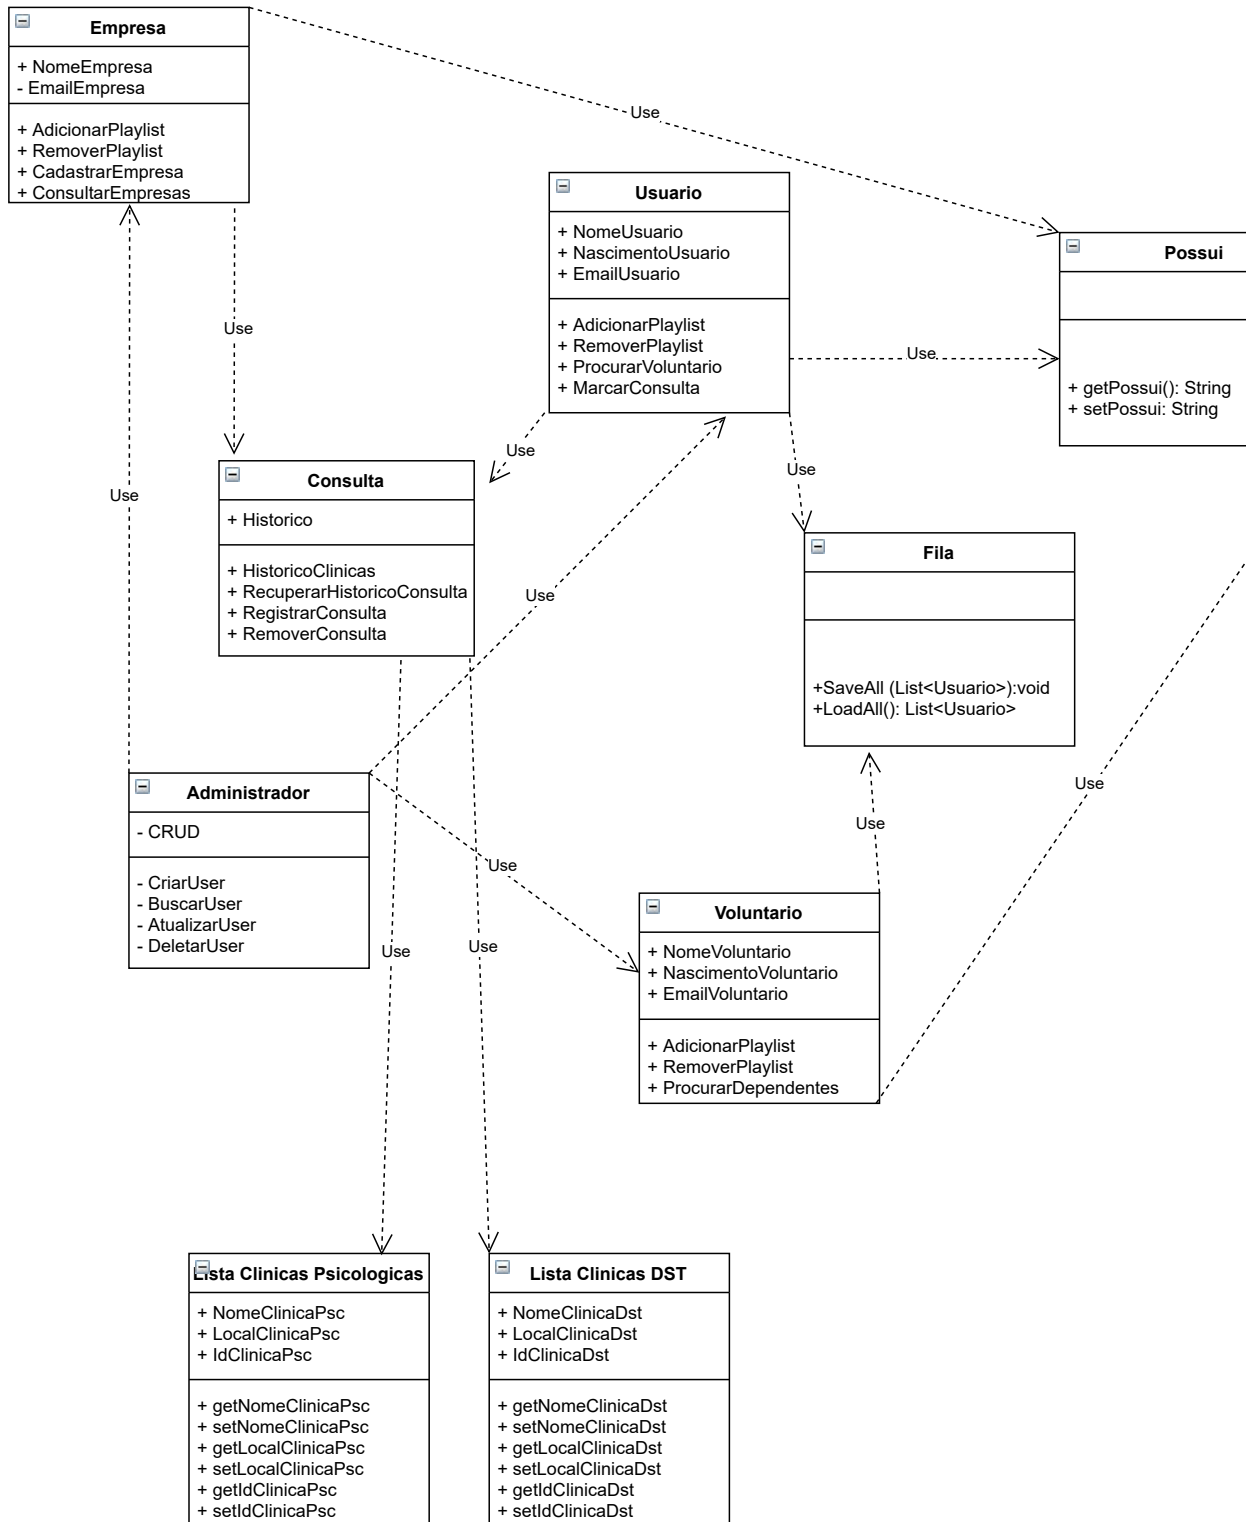 Empresa
+ NomeEmpresa
- EmailEmpresa
+ AdicionarPlaylist
+ RemoverPlaylist
+ CadastrarEmpresa
+ ConsultarEmpresas
Use
Usuario
+ NomeUsuario
+ NascimentoUsuario
+ EmailUsuario
+ AdicionarPlaylist
+ RemoverPlaylist
+ ProcurarVoluntario
+ MarcarConsulta
Possui
+ getPossui(): String
+ setPossui: String
Use
Use
Use
Use
Use
Consulta
+ Historico
+ HistoricoClinicas
+ RecuperarHistoricoConsulta
+ RegistrarConsulta
+ RemoverConsulta
Fila
+SaveAll (List<Usuario>):void
+LoadAll(): List<Usuario>
Use
Use
Use
Administrador
- CRUD
- CriarUser
- BuscarUser
- AtualizarUser
- DeletarUser
Use
Voluntario
+ NomeVoluntario
+ NascimentoVoluntario
+ EmailVoluntario
+ AdicionarPlaylist
+ RemoverPlaylist
+ ProcurarDependentes
Use
Use
Lista Clinicas Psicologicas
+ NomeClinicaPsc
+ LocalClinicaPsc
+ IdClinicaPsc
+ getNomeClinicaPsc
+ setNomeClinicaPsc
+ getLocalClinicaPsc
+ setLocalClinicaPsc
+ getIdClinicaPsc
+ setIdClinicaPsc
Lista Clinicas DST
+ NomeClinicaDst
+ LocalClinicaDst
+ IdClinicaDst
+ getNomeClinicaDst
+ setNomeClinicaDst
+ getLocalClinicaDst
+ setLocalClinicaDst
+ getIdClinicaDst
+ setIdClinicaDst